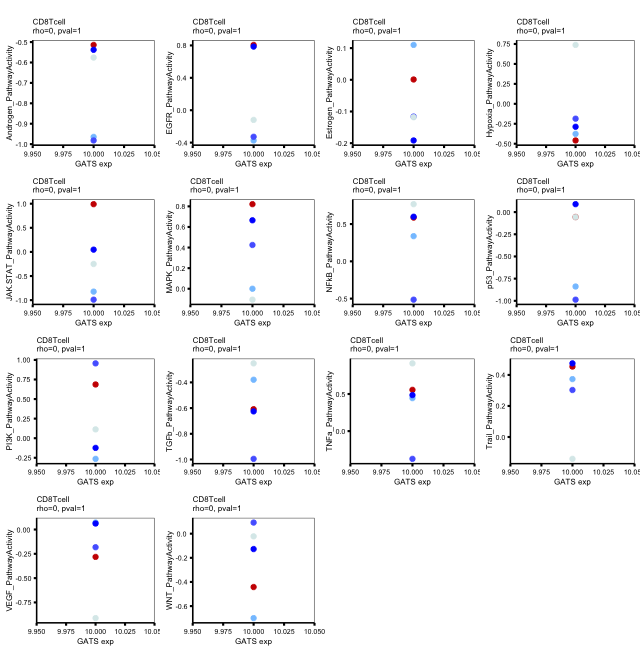 CD8Tcell
rho=0, pval=1
Androgen_PathwayActivity
-0.5
-0.6
-0.7
-0.8
-0.9
-1.0
9.950 9.975 10.000 10.025 10.05
GATS exp
CD8Tcell
rho=0, pval=1
EGFR_PathwayActivity
0.8
0.4
0.0
-0.4
9.950 9.975 10.000 10.025 10.05
GATS exp
CD8Tcell
rho=0, pval=1
Estrogen_PathwayActivity
0.1
0.0
-0.1
-0.2
9.950 9.975 10.000 10.025 10.05
GATS exp
CD8Tcell
rho=0, pval=1
Hypoxia_PathwayActivity
0.75
0.50
0.25
0.00
-0.25
-0.50
9.950 9.975 10.000 10.025 10.05
GATS exp
CD8Tcell
rho=0, pval=1
JAK.STAT_PathwayActivity
1.0
0.5
0.0
-0.5
-1.0
9.950 9.975 10.000 10.025 10.05
GATS exp
CD8Tcell
rho=0, pval=1
MAPK_PathwayActivity
0.8
0.6
0.4
0.2
0.0
9.950 9.975 10.000 10.025 10.05
GATS exp
CD8Tcell
rho=0, pval=1
NFkB_PathwayActivity
0.5
0.0
-0.5
9.950 9.975 10.000 10.025 10.05
GATS exp
CD8Tcell
rho=0, pval=1
p53_PathwayActivity
0.00
-0.25
-0.50
-0.75
-1.00
9.950 9.975 10.000 10.025 10.05
GATS exp
CD8Tcell
rho=0, pval=1
PI3K_PathwayActivity
1.00
0.75
0.50
0.25
0.00
-0.25
9.950 9.975 10.000 10.025 10.05
GATS exp
CD8Tcell
rho=0, pval=1
TGFb_PathwayActivity
-0.4
-0.6
-0.8
-1.0
9.950 9.975 10.000 10.025 10.05
GATS exp
CD8Tcell
rho=0, pval=1
TNFa_PathwayActivity
0.5
0.0
9.950 9.975 10.000 10.025 10.05
GATS exp
CD8Tcell
rho=0, pval=1
Trail_PathwayActivity
0.4
0.2
0.0
9.950 9.975 10.000 10.025 10.05
GATS exp
CD8Tcell
rho=0, pval=1
VEGF_PathwayActivity
0.00
-0.25
-0.50
-0.75
9.950 9.975 10.000 10.025 10.05
GATS exp
CD8Tcell
rho=0, pval=1
WNT_PathwayActivity
0.0
-0.2
-0.4
-0.6
9.950 9.975 10.000 10.025 10.050
GATS exp